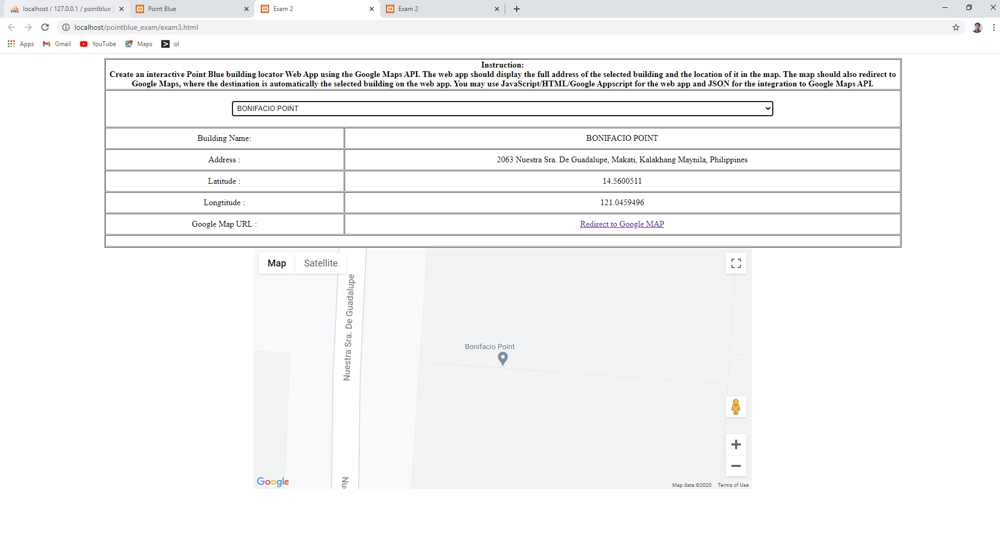 localhost / 127.0.0.1 / pointblue
Point Blue
Exam 2
Exam 2
localhost/pointblue_exam/exam3.html
Apps
Gmail
YouTube
Maps
ol
Instruction:
Create an interactive Point Blue building locator Web App using the Google Maps API. The web app should display the full address of the selected building and the location of it in the map. The map should also redirect to
Google Maps, where the destination is automatically the selected building on the web app. You may use JavaScript/HTML/Google Appscript for the web app and JSON for the integration to Google Maps API.
BONIFACIO POINT
Building Name: BONIFACIO POINT
Address : 2063 Nuestra Sra. De Guadalupe, Makati, Kalakhang Maynila, Philippines
Latitude : 14.5600511
Longtitude : 121.0459496
Google Map URL : Redirect to Google MAP
Map Satellite
Nuestra Sra. De Guadalupe
Bonifacio Point
Nu
Google
Map data ©2020 Terms of Use